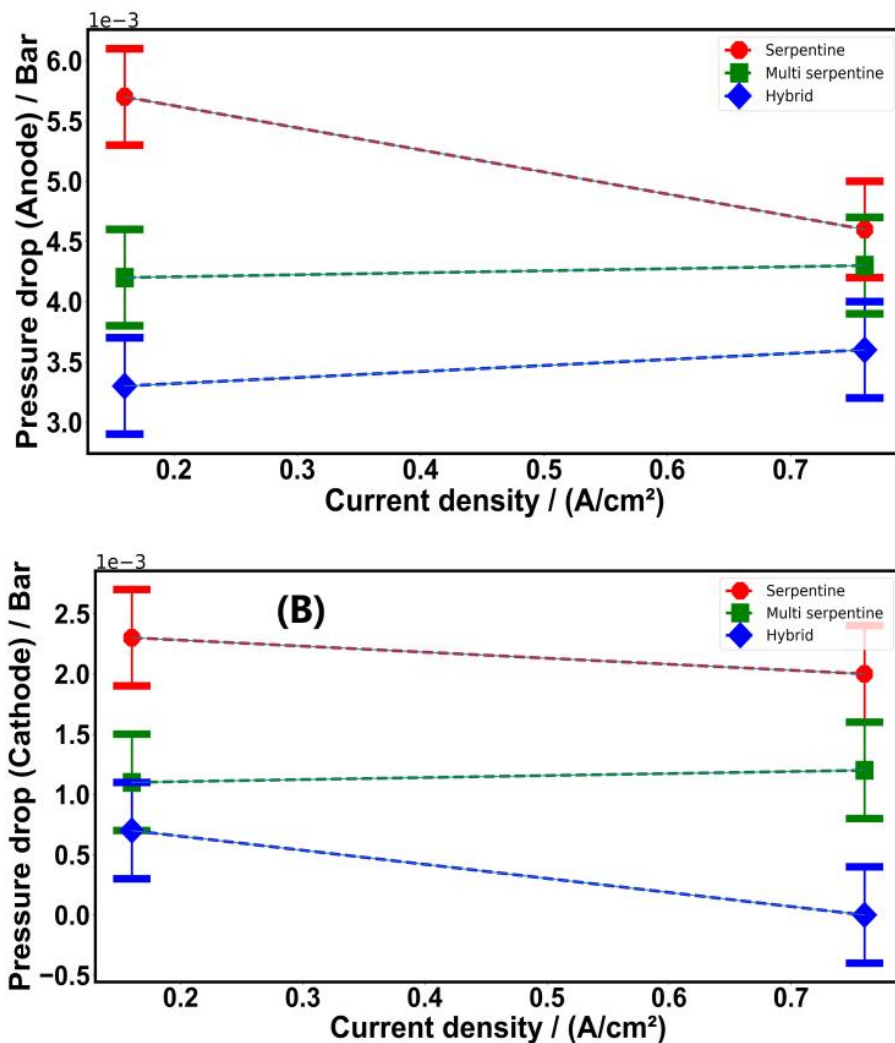 1e−3
Pressure drop (Anode) / Bar
6.0
5.5
5.0
4.5
4.0
3.5
3.0
Serpentine
Multi serpentine
Hybrid
0.2 0.3 0.4 0.5 0.6 0.7
Current density / (A/cm²)
1e−3
Pressure drop (Cathode) / Bar
(B)
2.5
2.0
1.5
1.0
0.5
0.0
−0.5
Serpentine
Multi serpentine
Hybrid
0.2 0.3 0.4 0.5 0.6 0.7
Current density / (A/cm²)